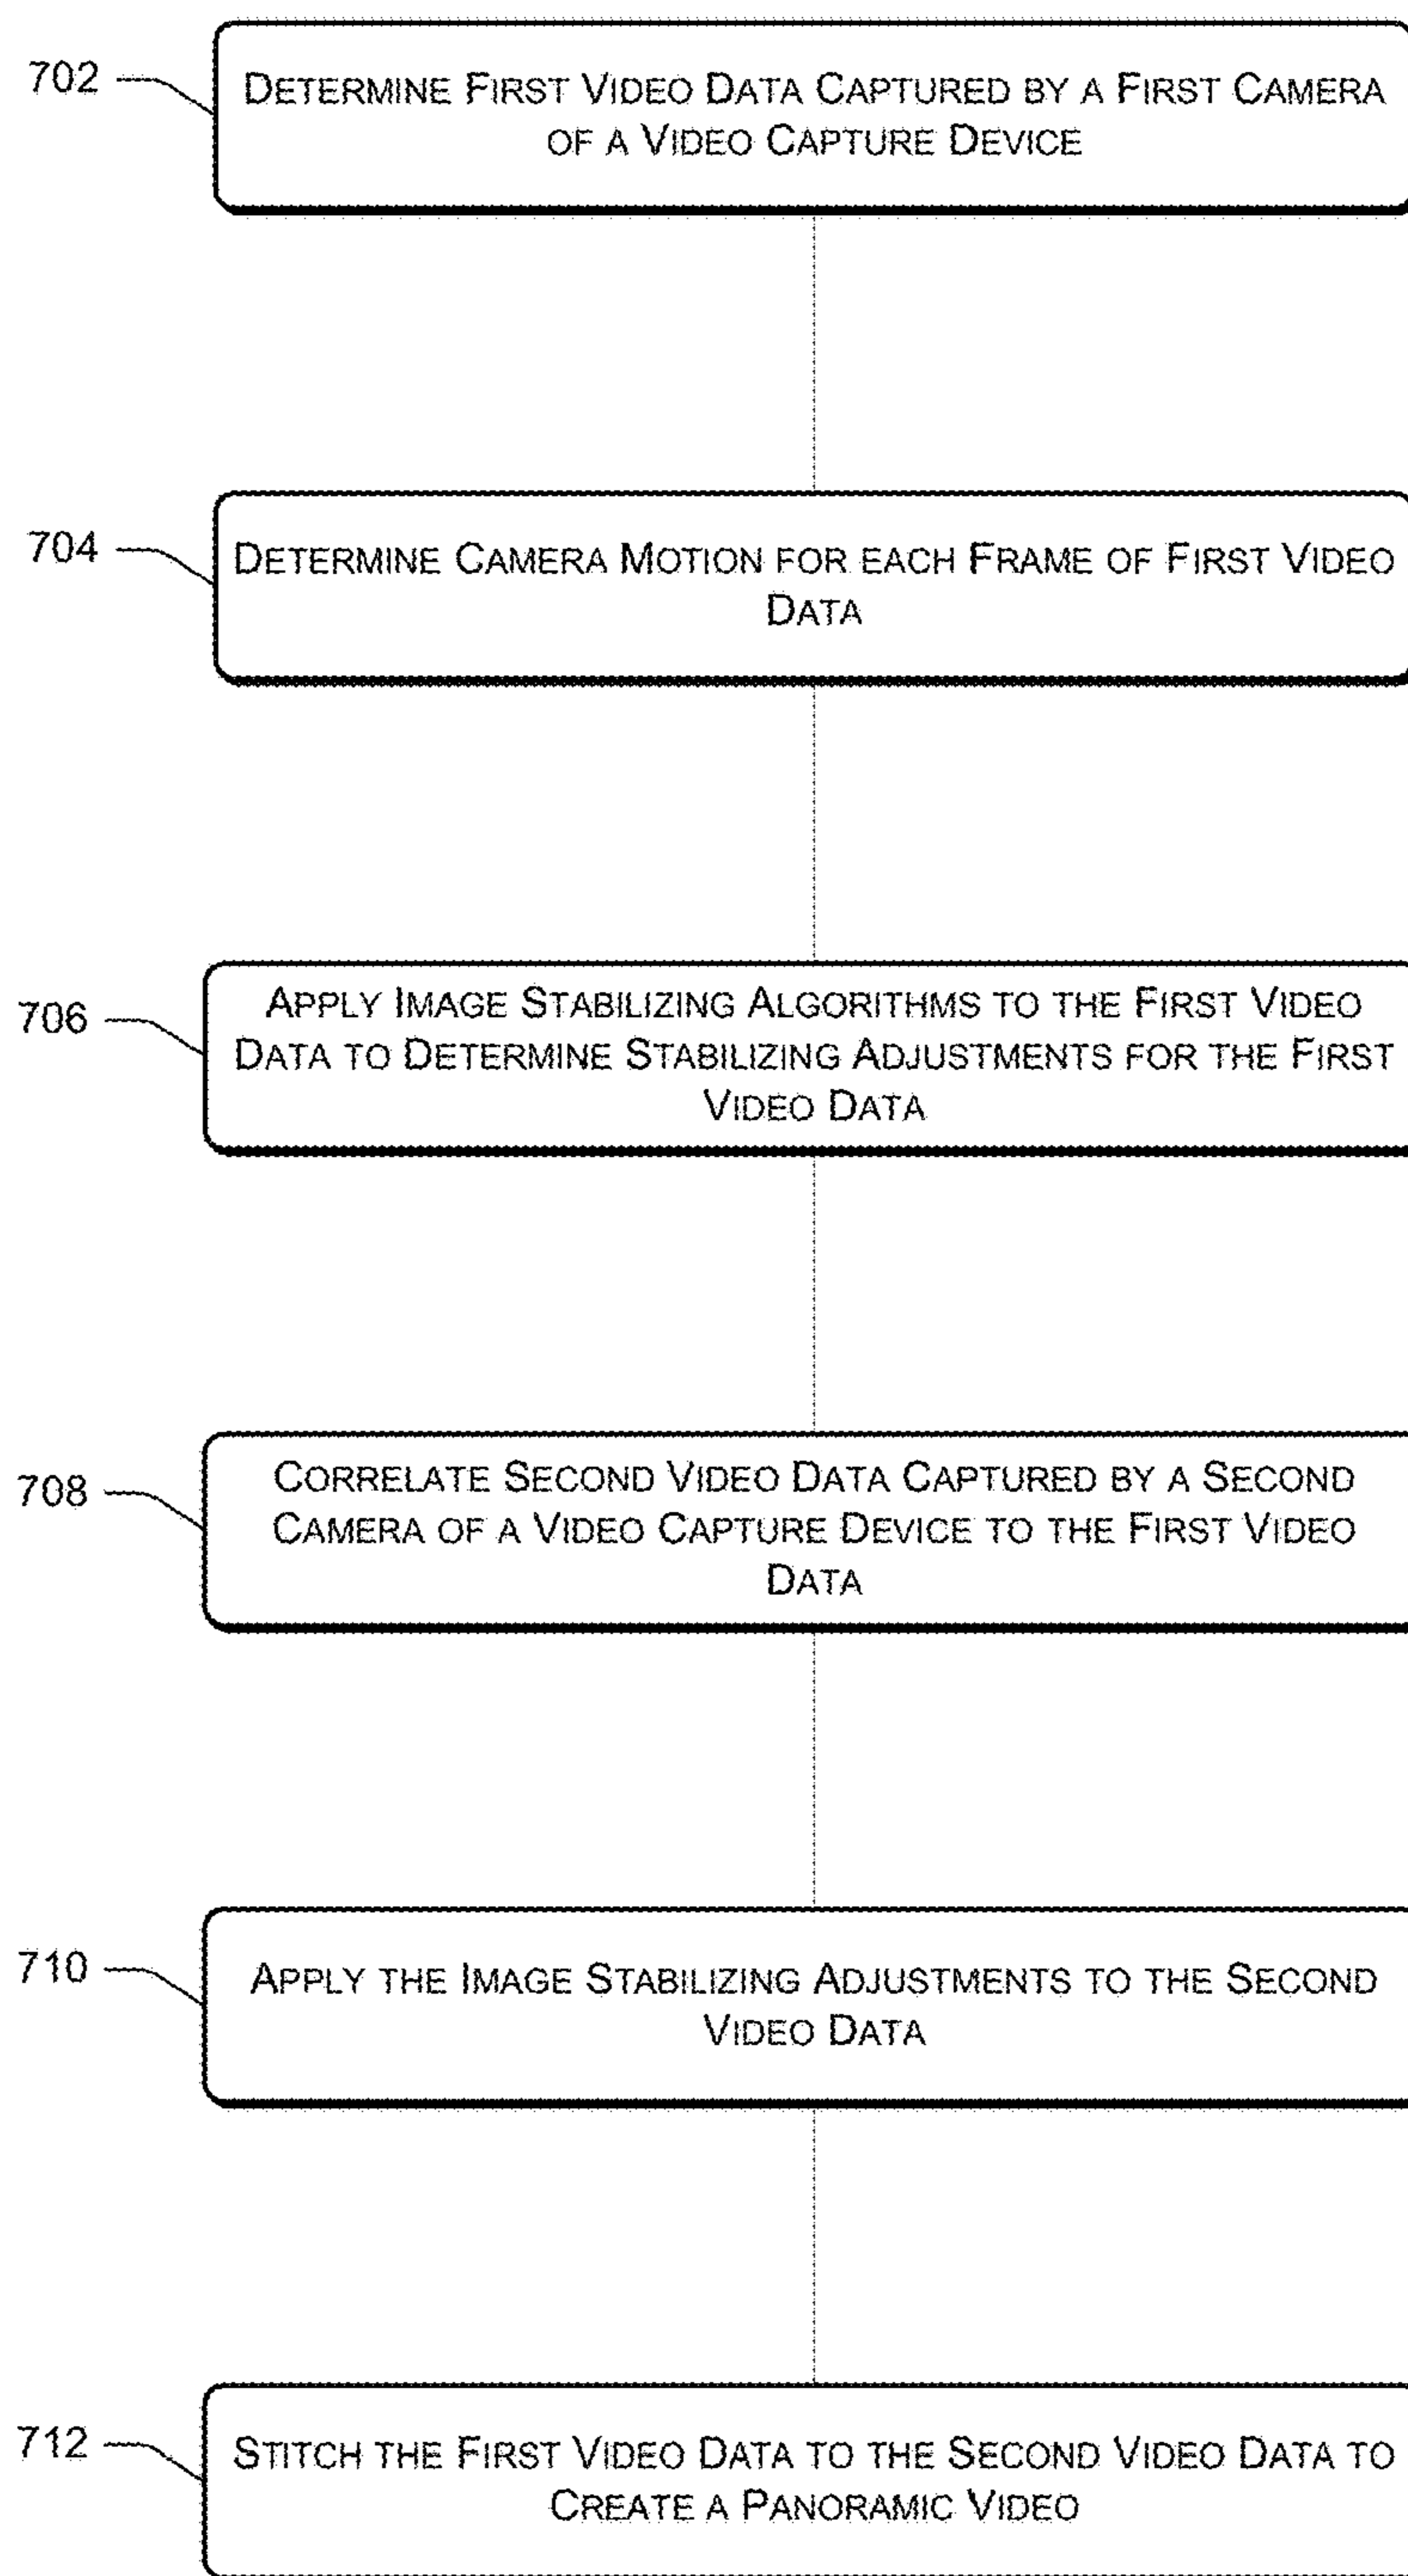 702
DETERMINE FIRST VIDEO DATA CAPTURED BY A FIRST CAMERA
OF A VIDEO CAPTURE DEVICE
704
DETERMINE CAMERA MOTION FOR EACH FRAME OF FIRST VIDEO
DATA
706
APPLY IMAGE STABILIZING ALGORITHMS TO THE FIRST VIDEO
DATA TO DETERMINE STABILIZING ADJUSTMENTS FOR THE FIRST
VIDEO DATA
708
CORRELATE SECOND VIDEO DATA CAPTURED BY A SECOND
CAMERA OF A VIDEO CAPTURE DEVICE TO THE FIRST VIDEO
DATA
710
APPLY THE IMAGE STABILIZING ADJUSTMENTS TO THE SECOND
VIDEO DATA
712
STITCH THE FIRST VIDEO DATA TO THE SECOND VIDEO DATA TO
CREATE A PANORAMIC VIDEO